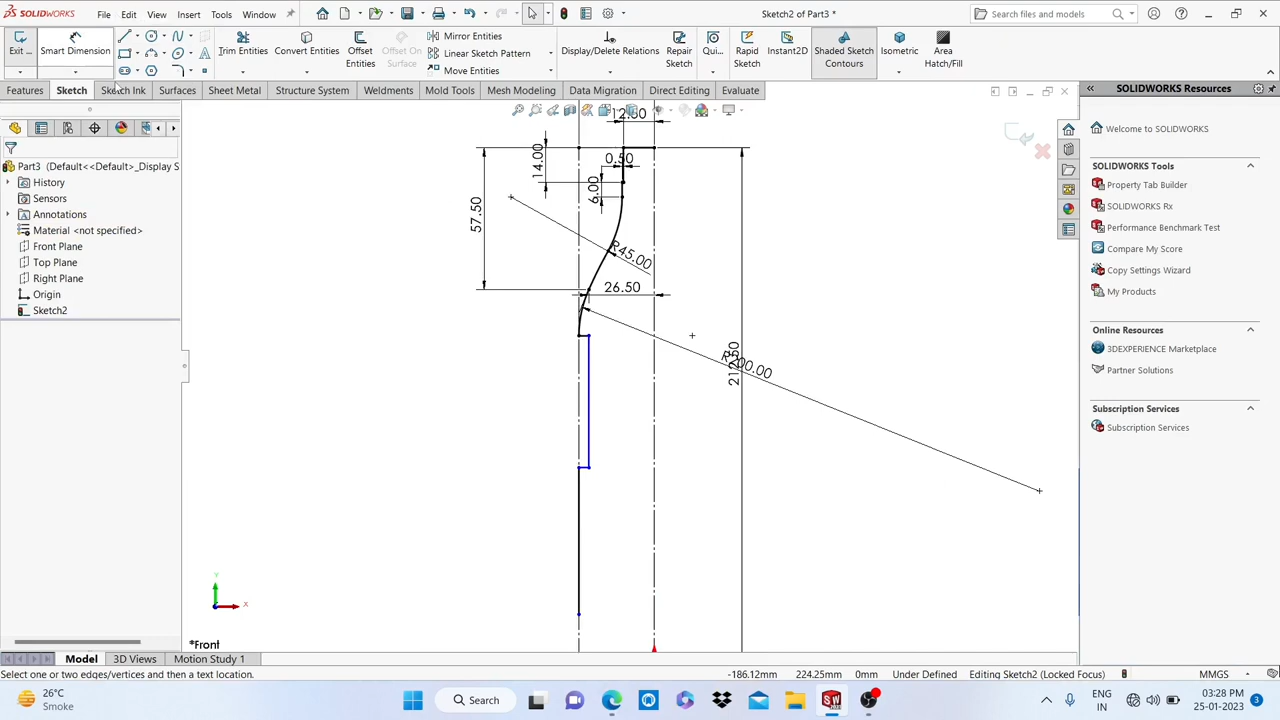 SOLIDWORKS
File Edit View Insert Tools Window
Sketch2 of Part3 *
Search files and models
Exit ...
Smart Dimension
Trim Entities
Convert Entities
Offset Entities
Offset On Surface
Mirror Entities
Linear Sketch Pattern
Move Entities
Display/Delete Relations
Repair Sketch
Qui...
Rapid Sketch
Instant2D
Shaded Sketch Contours
Isometric
Area Hatch/Fill
Features Sketch Sketch Ink Surfaces Sheet Metal Structure System Weldments Mold Tools Mesh Modeling Data Migration Direct Editing Evaluate
SOLIDWORKS Resources
Part3 (Default<<Default>_Display S
History
Sensors
Annotations
Material <not specified>
Front Plane
Top Plane
Right Plane
Origin
Sketch2
12.50
14.00
0.50
6.00
57.50
R45.00
26.50
R200.00
Y
X
*Front
Welcome to SOLIDWORKS
SOLIDWORKS Tools
Property Tab Builder
SOLIDWORKS Rx
Performance Benchmark Test
Compare My Score
Copy Settings Wizard
My Products
Online Resources
3DEXPERIENCE Marketplace
Partner Solutions
Subscription Services
Subscription Services
Model 3D Views Motion Study 1
Select one or two edges/vertices and then a text location.
-186.12mm 224.25mm 0mm Under Defined Editing Sketch2 (Locked Focus) MMGS
26°C
Smoke
Search
ENG
IN
03:28 PM
25-01-2023
3